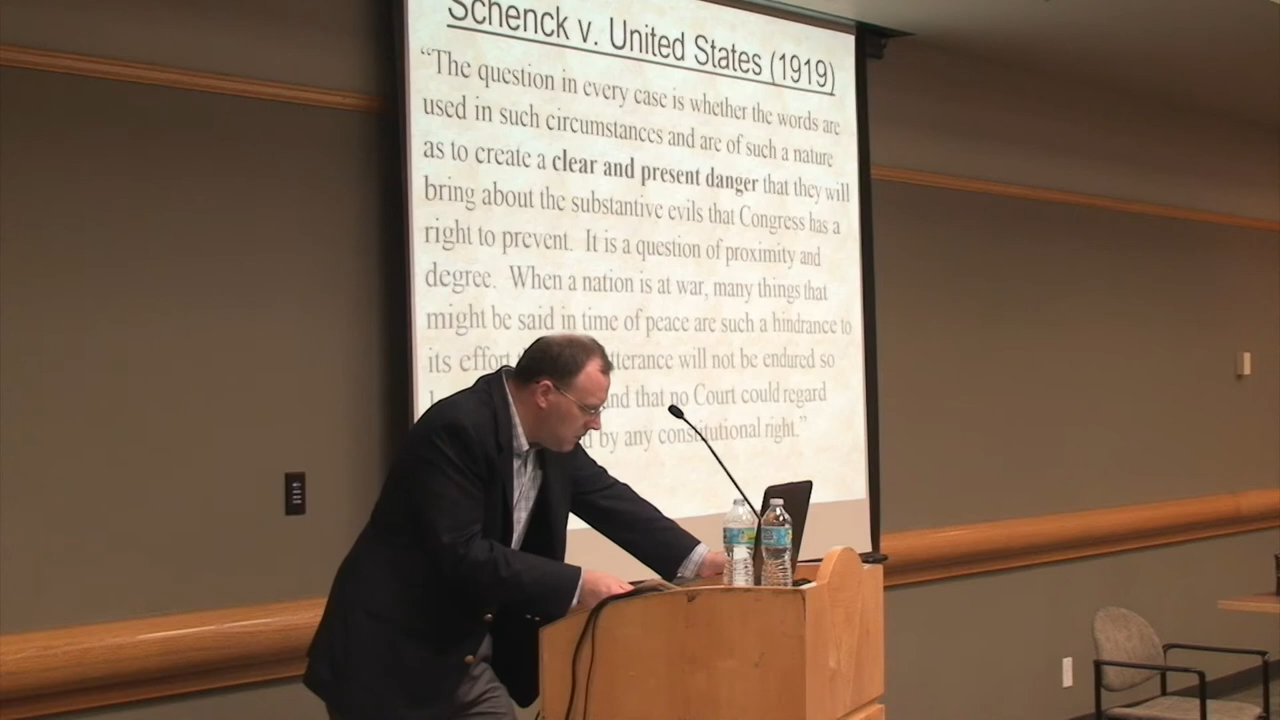 Schenck v. United States (1919)
“The question in every case is whether the words are
used in such circumstances and are of such a nature
as to create a clear and present danger that they will
bring about the substantive evils that Congress has a
right to prevent. It is a question of proximity and
degree. When a nation is at war, many things that
might be said in time of peace are such a hindrance to
its effort will not be endured so
that no Court could regard
by any constitutional right.”